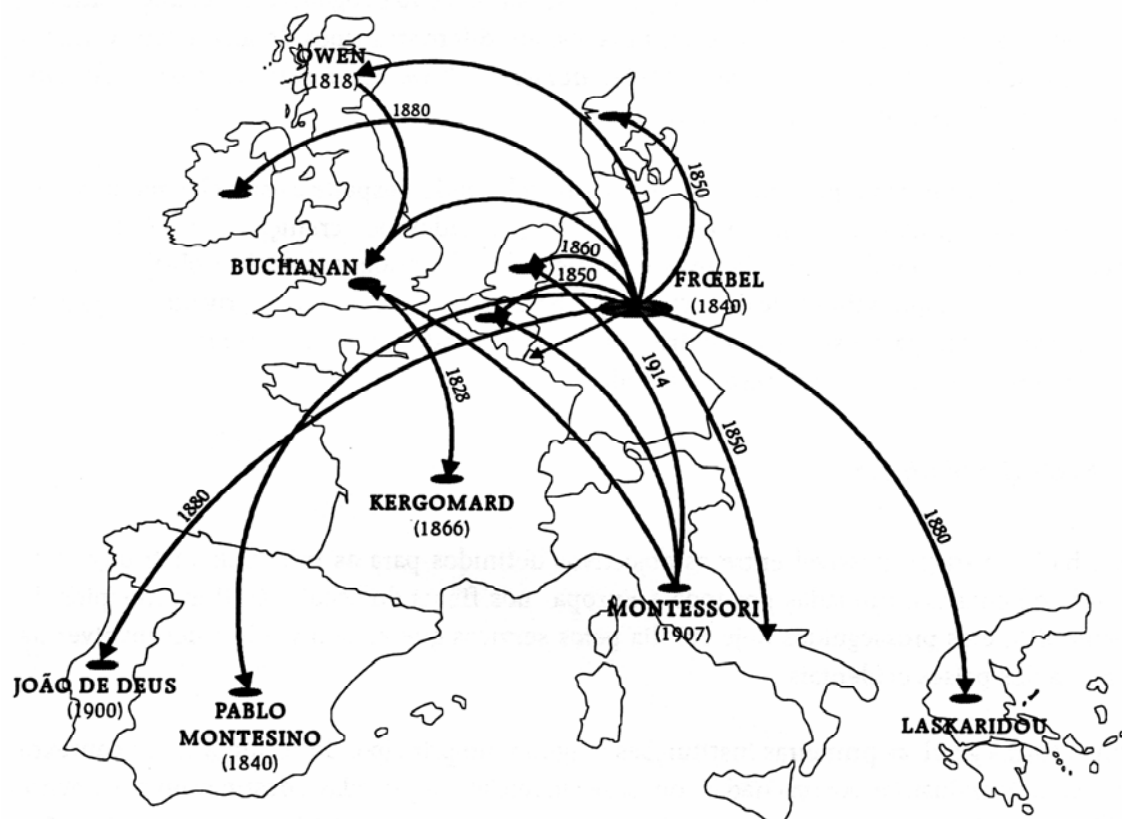 OWEN
(1818)
1880
1850
BUCHANAN
1860
1850
FRŒBEL
(1840)
1914
1828
1850
KERGOMARD
(1866)
1880
1880
MONTESSORI
(1907)
JOÃO DE DEUS
(1900)
PABLO
MONTESINO
(1840)
LASKARIDOU